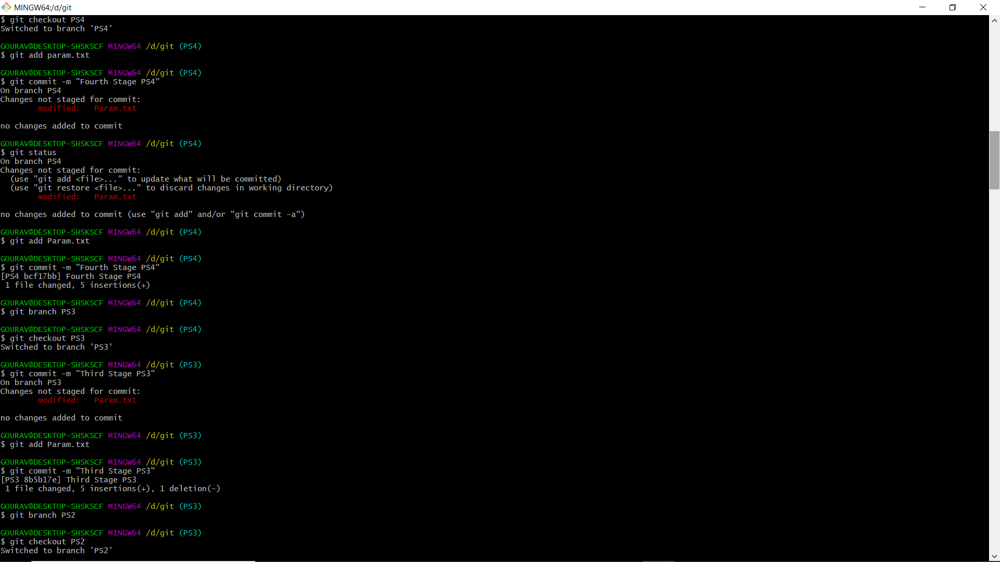 MINGW64:/d/git
$ git checkout PS4
Switched to branch 'PS4'
GOURAV@DESKTOP-SHSKSCF MINGW64 /d/git (PS4)
$ git add param.txt
GOURAV@DESKTOP-SHSKSCF MINGW64 /d/git (PS4)
$ git commit -m "Fourth Stage PS4"
On branch PS4
Changes not staged for commit:
        modified:   Param.txt
no changes added to commit
GOURAV@DESKTOP-SHSKSCF MINGW64 /d/git (PS4)
$ git status
On branch PS4
Changes not staged for commit:
  (use "git add <file>..." to update what will be committed)
  (use "git restore <file>..." to discard changes in working directory)
        modified:   Param.txt
no changes added to commit (use "git add" and/or "git commit -a")
GOURAV@DESKTOP-SHSKSCF MINGW64 /d/git (PS4)
$ git add Param.txt
GOURAV@DESKTOP-SHSKSCF MINGW64 /d/git (PS4)
$ git commit -m "Fourth Stage PS4"
[PS4 bcf17bb] Fourth Stage PS4
 1 file changed, 5 insertions(+)
GOURAV@DESKTOP-SHSKSCF MINGW64 /d/git (PS4)
$ git branch PS3
GOURAV@DESKTOP-SHSKSCF MINGW64 /d/git (PS4)
$ git checkout PS3
Switched to branch 'PS3'
GOURAV@DESKTOP-SHSKSCF MINGW64 /d/git (PS3)
$ git commit -m "Third Stage PS3"
On branch PS3
Changes not staged for commit:
        modified:   Param.txt
no changes added to commit
GOURAV@DESKTOP-SHSKSCF MINGW64 /d/git (PS3)
$ git add Param.txt
GOURAV@DESKTOP-SHSKSCF MINGW64 /d/git (PS3)
$ git commit -m "Third Stage PS3"
[PS3 8b5b17e] Third Stage PS3
 1 file changed, 5 insertions(+), 1 deletion(-)
GOURAV@DESKTOP-SHSKSCF MINGW64 /d/git (PS3)
$ git branch PS2
GOURAV@DESKTOP-SHSKSCF MINGW64 /d/git (PS3)
$ git checkout PS2
Switched to branch 'PS2'